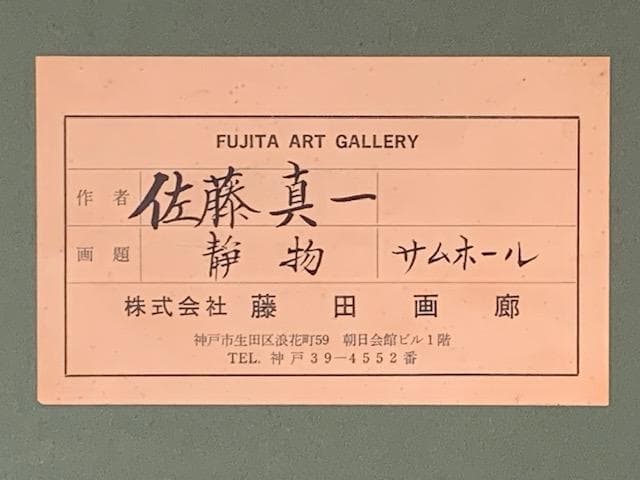 FUJITA ART GALLERY
作者 佐藤真一
画題 静物 サムホール
株式会社 藤田画廊
神戸市生田区浪花町59 朝日会館ビル1階
TEL. 神戸39-4552番